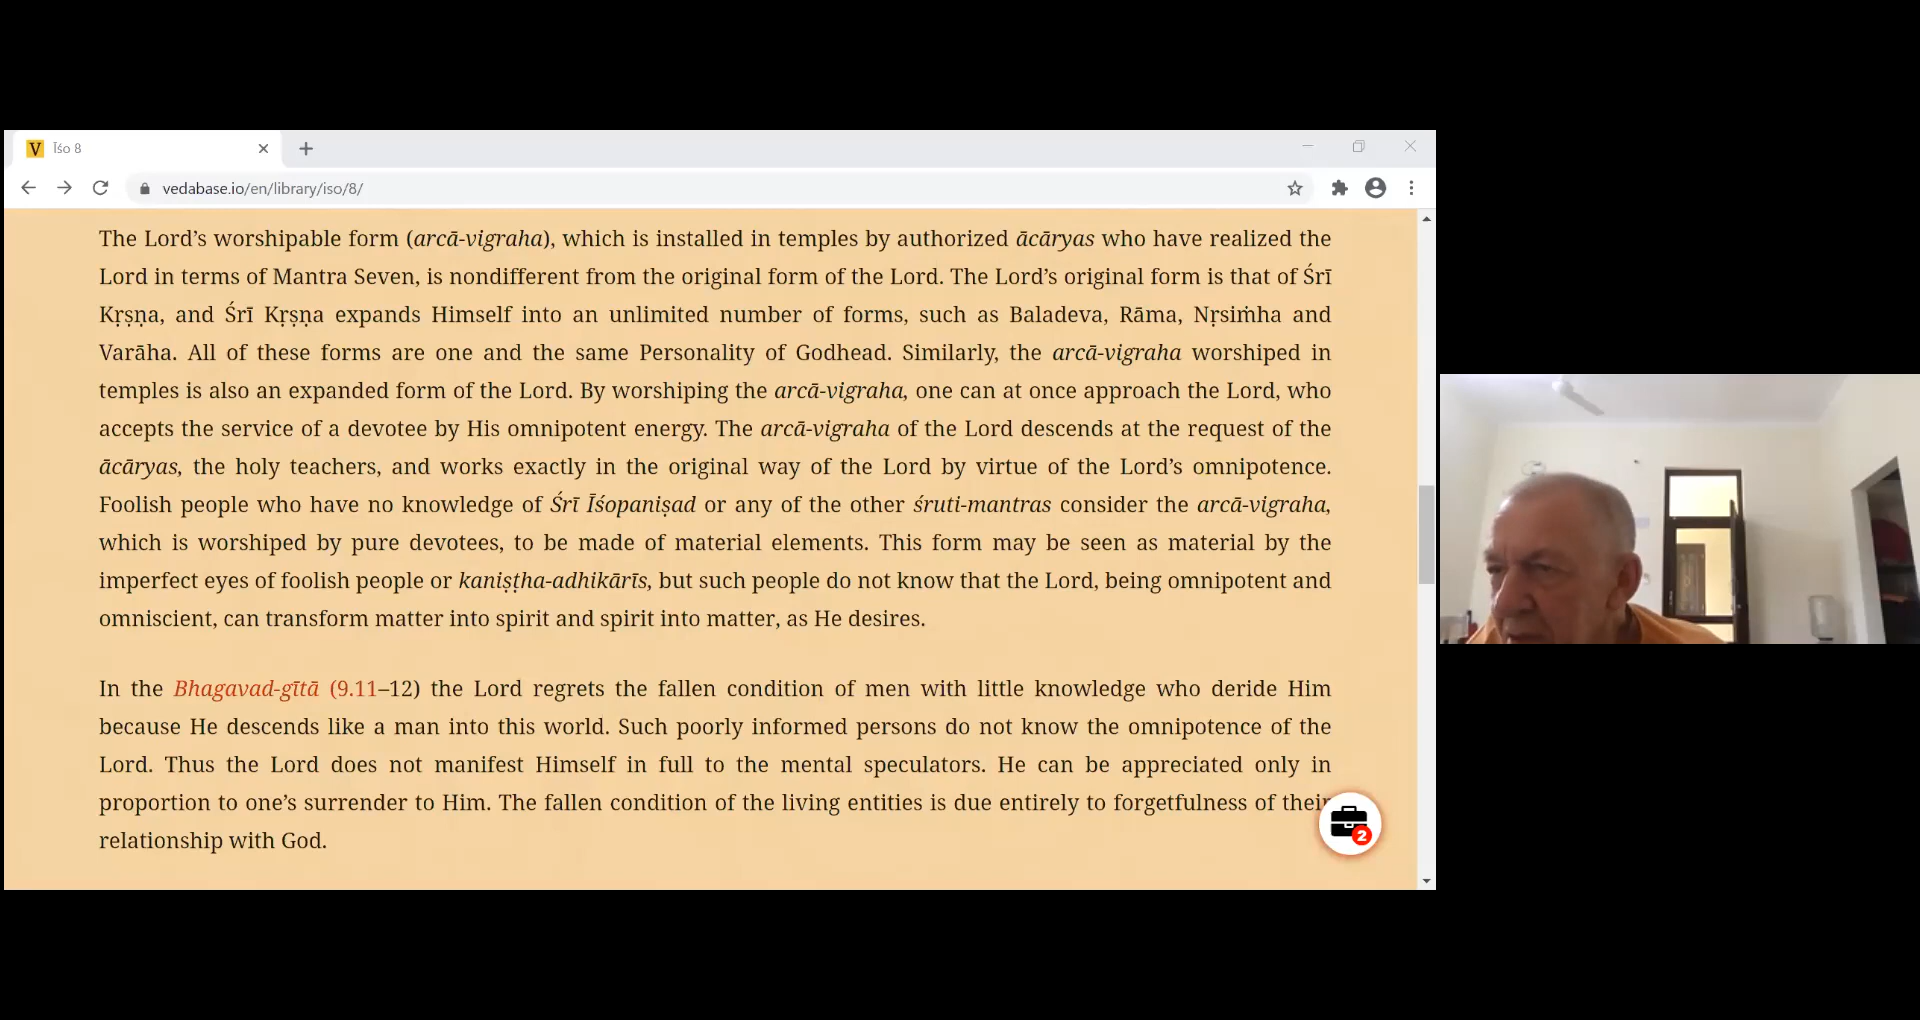 V Īśo 8
vedabase.io/en/library/iso/8/
The Lord’s worshipable form (arcā-vigraha), which is installed in temples by authorized ācāryas who have realized the
Lord in terms of Mantra Seven, is nondifferent from the original form of the Lord. The Lord’s original form is that of Śrī
Kṛṣṇa, and Śrī Kṛṣṇa expands Himself into an unlimited number of forms, such as Baladeva, Rāma, Nṛsiṁha and
Varāha. All of these forms are one and the same Personality of Godhead. Similarly, the arcā-vigraha worshiped in
temples is also an expanded form of the Lord. By worshiping the arcā-vigraha, one can at once approach the Lord, who
accepts the service of a devotee by His omnipotent energy. The arcā-vigraha of the Lord descends at the request of the
ācāryas, the holy teachers, and works exactly in the original way of the Lord by virtue of the Lord’s omnipotence.
Foolish people who have no knowledge of Śrī Īśopaniṣad or any of the other śruti-mantras consider the arcā-vigraha,
which is worshiped by pure devotees, to be made of material elements. This form may be seen as material by the
imperfect eyes of foolish people or kaniṣṭha-adhikārīs, but such people do not know that the Lord, being omnipotent and
omniscient, can transform matter into spirit and spirit into matter, as He desires.
In the Bhagavad-gītā (9.11–12) the Lord regrets the fallen condition of men with little knowledge who deride Him
because He descends like a man into this world. Such poorly informed persons do not know the omnipotence of the
Lord. Thus the Lord does not manifest Himself in full to the mental speculators. He can be appreciated only in
proportion to one’s surrender to Him. The fallen condition of the living entities is due entirely to forgetfulness of their
relationship with God.
2